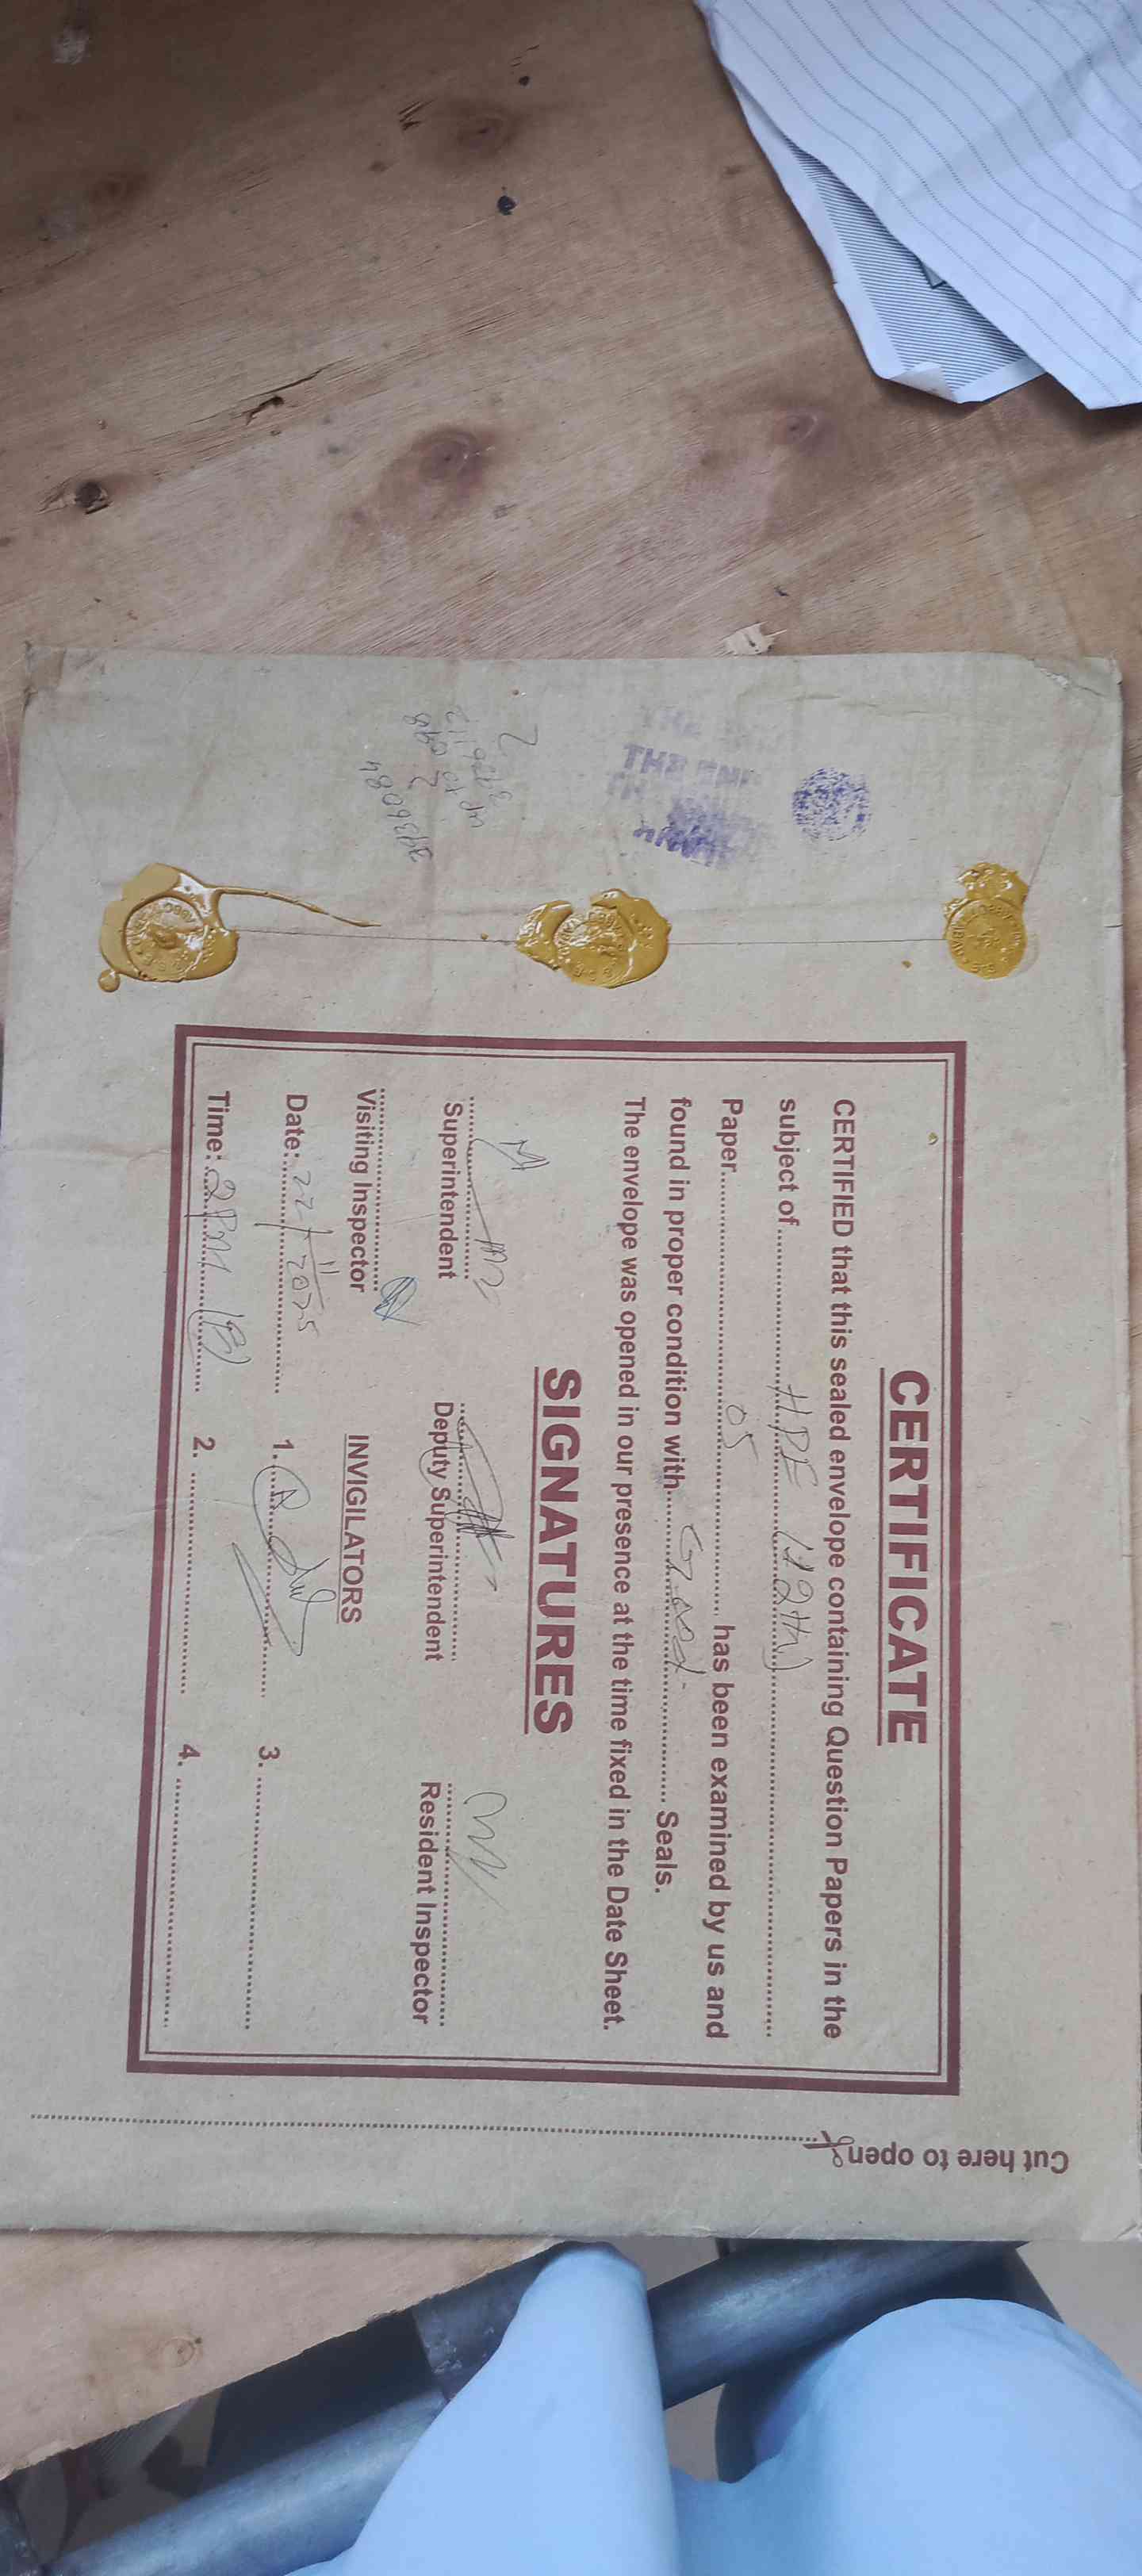 CERTIFICATE
CERTIFIED that this sealed envelope containing Question Papers in the
subject of HPE (12th)
Paper 05 has been examined by us and
found in proper condition with Good Seals.
The envelope was opened in our presence at the time fixed in the Date Sheet.
SIGNATURES
Superintendent Deputy Superintendent Resident Inspector
Visiting Inspector
INVIGILATORS
Date: 22/11/2025 1. 3.
Time: 2PM (B) 2. 4.
Cut here to open
THE